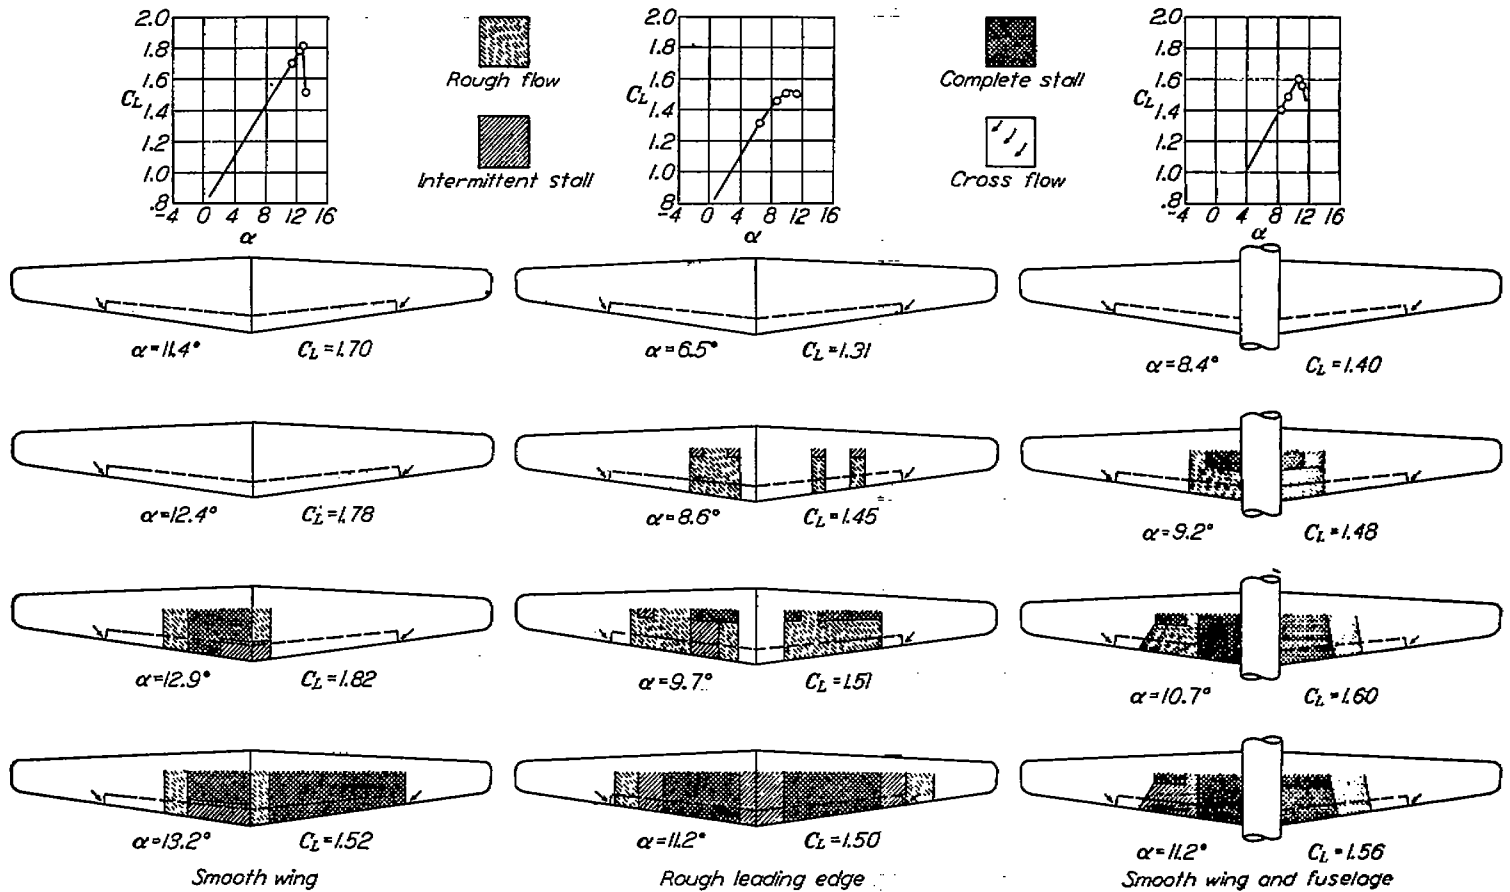 2.0
1.8
1.6
C_L
1.4
1.2
1.0
.8
-4 0 4 8 12 16
α
Rough flow
Intermittent stall
2.0
1.8
1.6
C_L
1.4
1.2
1.0
.8
-4 0 4 8 12 16
α
Complete stall
Cross flow
2.0
1.8
1.6
C_L
1.4
1.2
1.0
.8
-4 0 4 8 12 16
α
α=11.4° C_L=1.70
α=6.5° C_L=1.31
α=8.4° C_L=1.40
α=12.4° C_L=1.78
α=8.6° C_L=1.45
α=9.2° C_L=1.48
α=12.9° C_L=1.82
α=9.7° C_L=1.51
α=10.7° C_L=1.60
α=13.2° C_L=1.52
α=11.2° C_L=1.50
α=11.2° C_L=1.56
Smooth wing
Rough leading edge
Smooth wing and fuselage